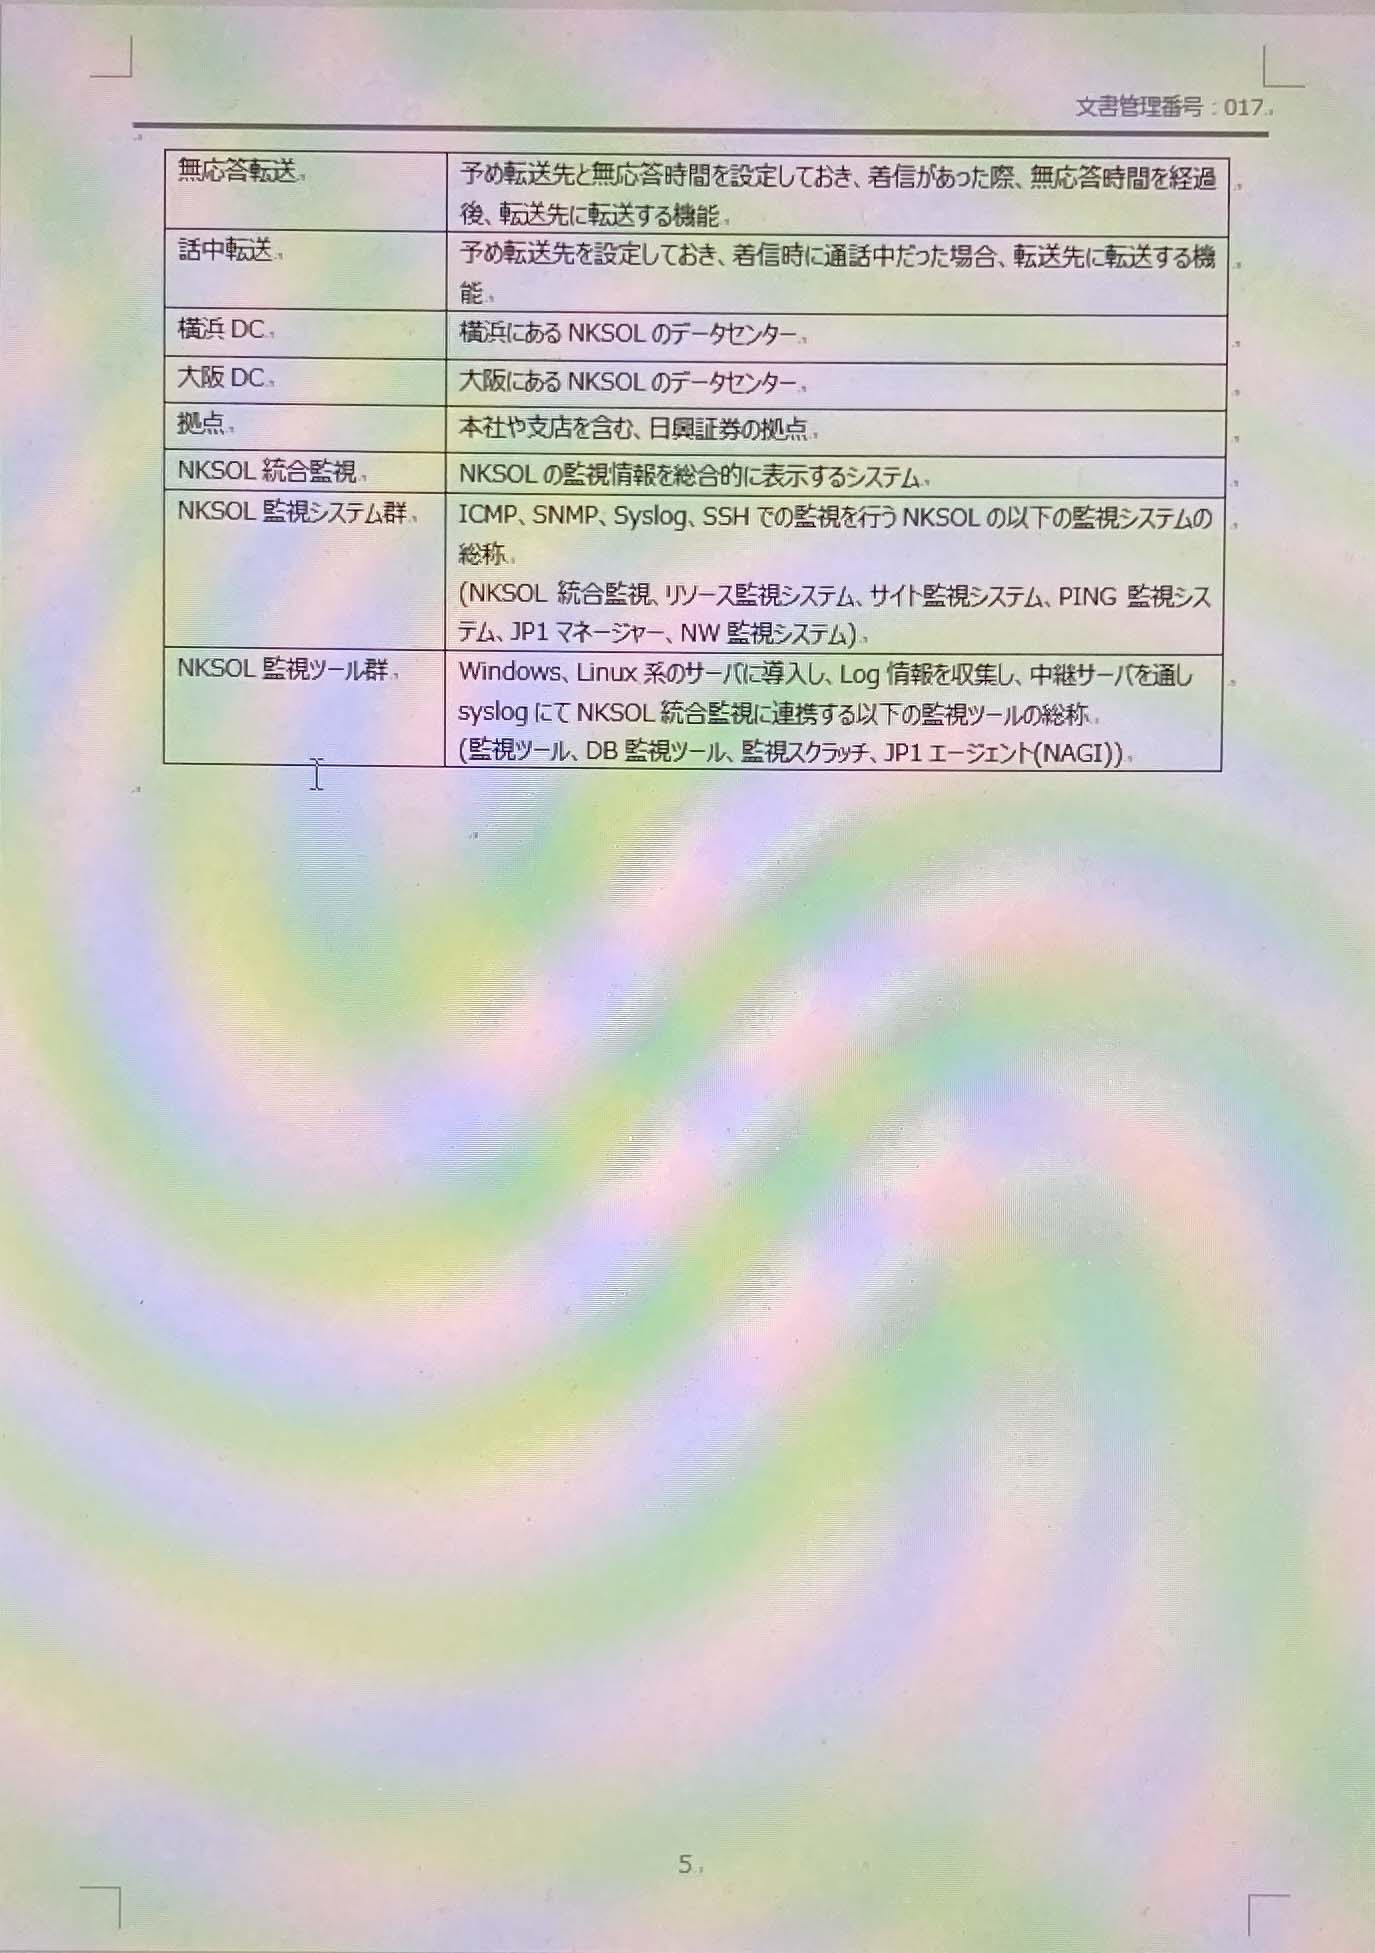 文書管理番号：017
無応答転送
予め転送先と無応答時間を設定しておき、着信があった際、無応答時間を経過
後、転送先に転送する機能
話中転送
予め転送先を設定しておき、着信時に通話中だった場合、転送先に転送する機
能
横浜 DC
横浜にある NKSOL のデータセンター
大阪 DC
大阪にある NKSOL のデータセンター
拠点
本社や支店を含む、日興証券の拠点
NKSOL 統合監視
NKSOL の監視情報を総合的に表示するシステム
NKSOL 監視システム群
ICMP、SNMP、Syslog、SSH での監視を行う NKSOL の以下の監視システムの
総称
(NKSOL 統合監視、リソース監視システム、サイト監視システム、PING 監視シス
テム、JP1 マネージャー、NW 監視システム)
NKSOL 監視ツール群
Windows、Linux 系のサーバに導入し、Log 情報を収集し、中継サーバを通し
syslog にて NKSOL 統合監視に連携する以下の監視ツールの総称
(監視ツール、DB 監視ツール、監視スクラッチ、JP1 エージェント(NAGI))
5